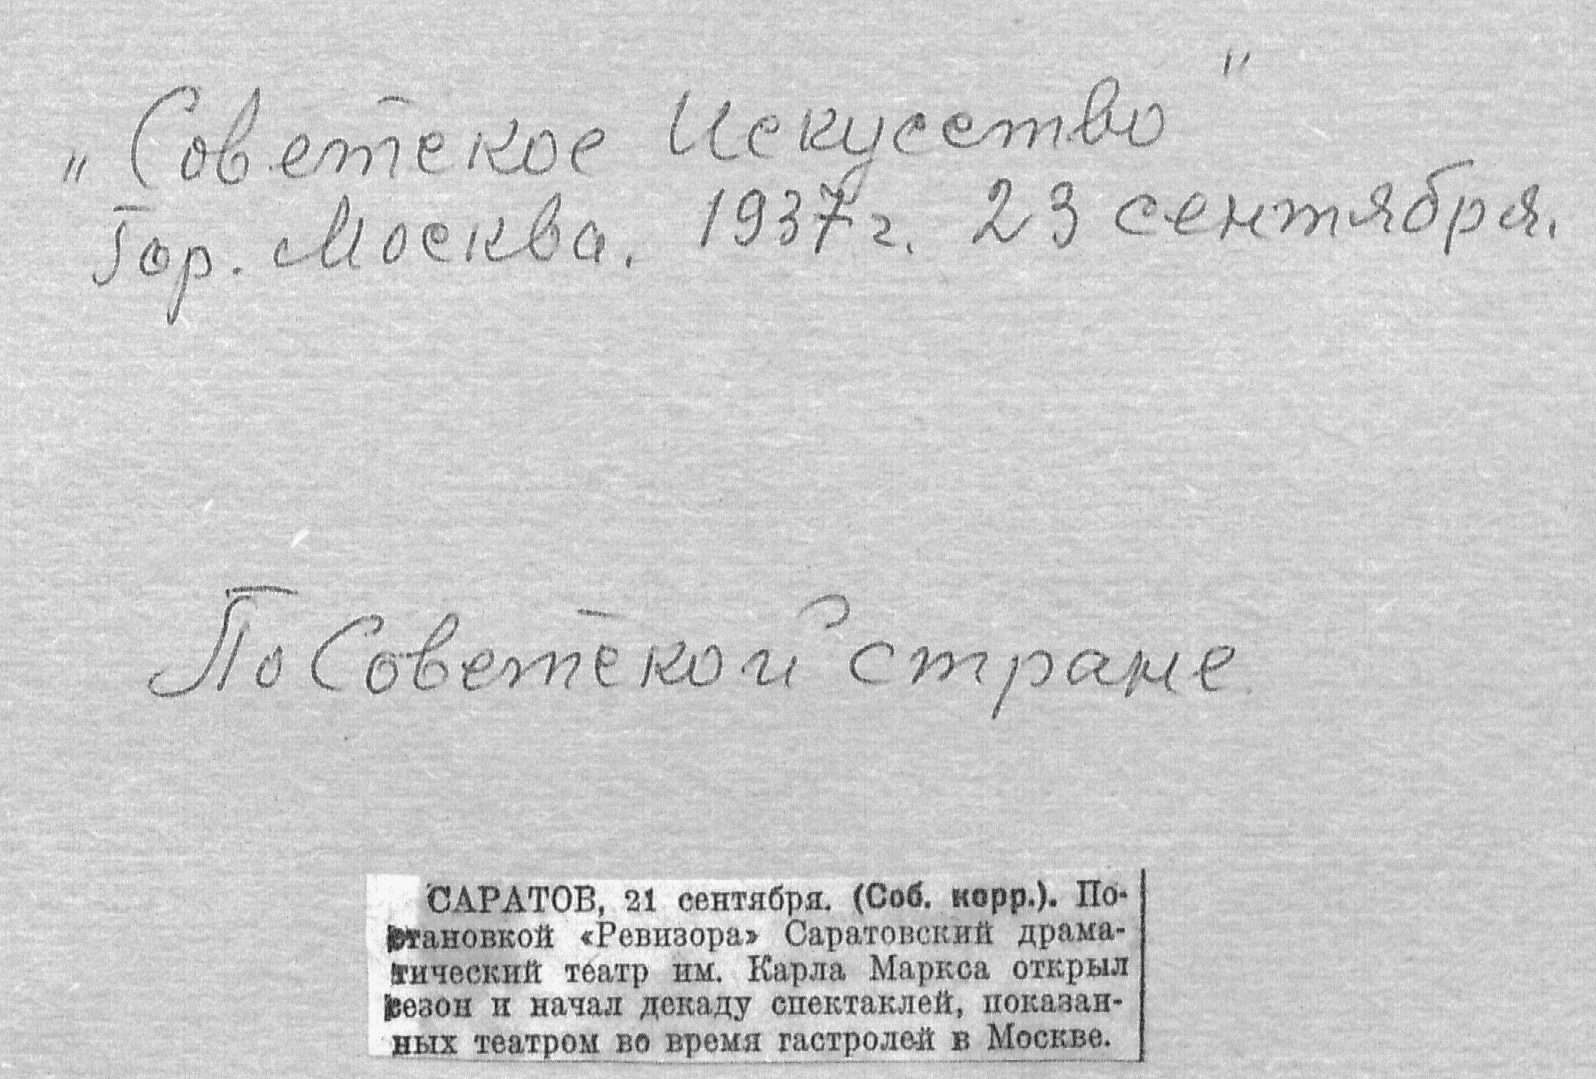 „Советское Искусство"
Гор. Москва. 1937 г. 23 сентября.
По Советской стране
САРАТОВ, 21 сентября. (Соб. корр.). По-
становкой «Ревизора» Саратовский драма-
тический театр им. Карла Маркса открыл
сезон и начал декаду спектаклей, показан-
ных театром во время гастролей в Москве.